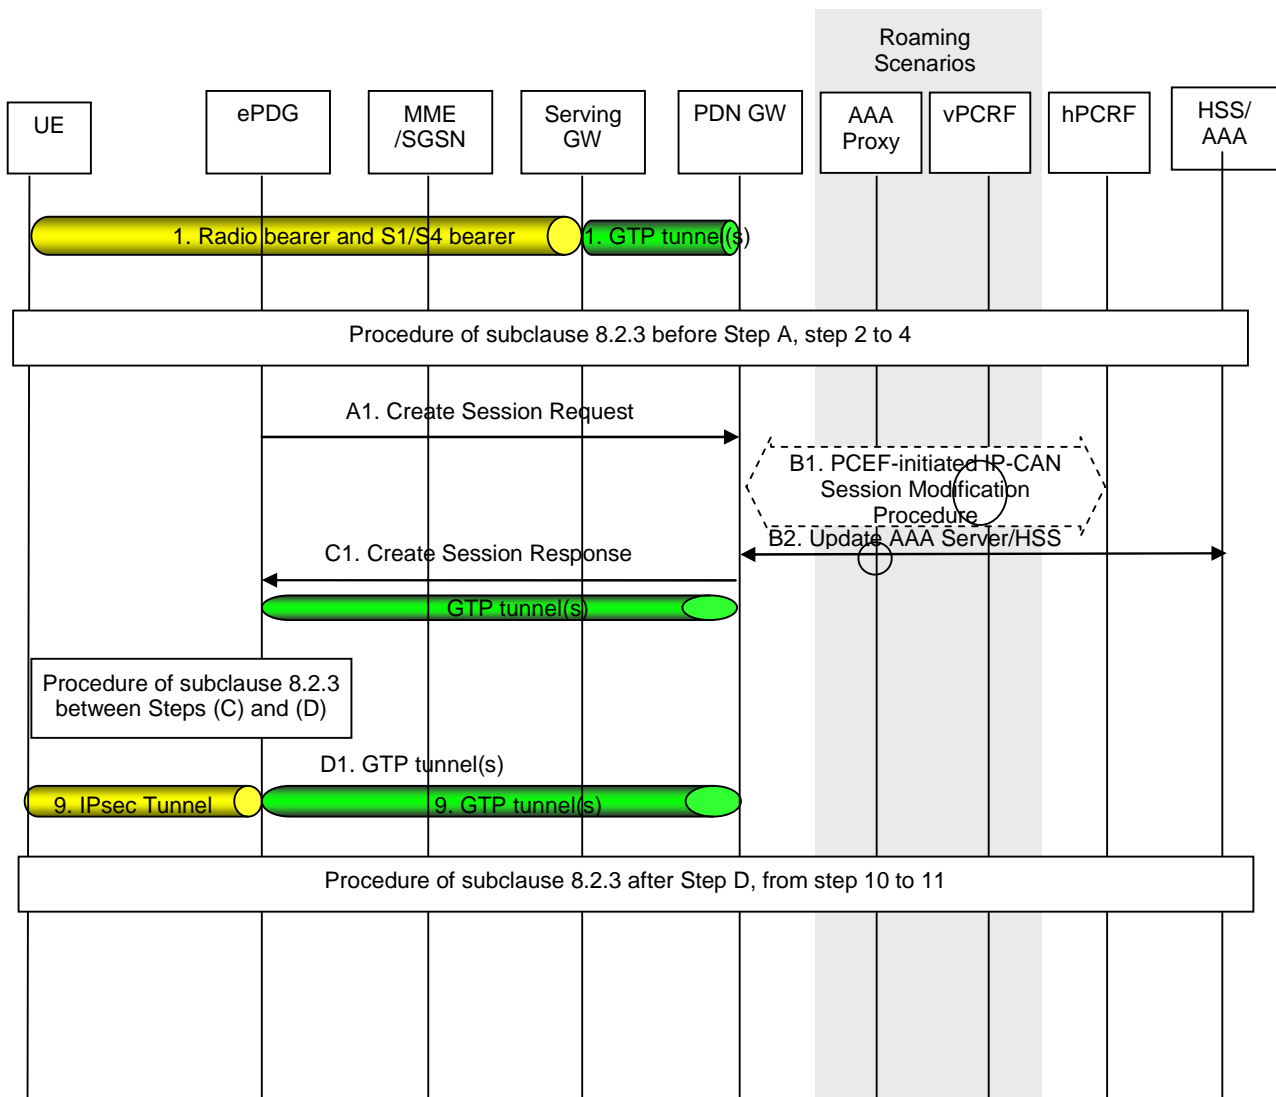 Roaming
Scenarios
UE
ePDG
MME
/SGSN
Serving
GW
PDN GW
AAA
Proxy
vPCRF
hPCRF
HSS/
AAA
1. Radio bearer and S1/S4 bearer
1. GTP tunnel(s)
Procedure of subclause 8.2.3 before Step A, step 2 to 4
A1. Create Session Request
B1. PCEF-initiated IP-CAN
Session Modification
Procedure
B2. Update AAA Server/HSS
C1. Create Session Response
GTP tunnel(s)
Procedure of subclause 8.2.3
between Steps (C) and (D)
D1. GTP tunnel(s)
9. IPsec Tunnel
9. GTP tunnel(s)
Procedure of subclause 8.2.3 after Step D, from step 10 to 11